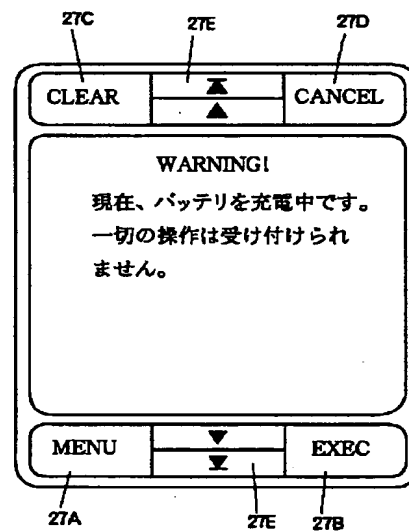 27C 27E 27D
CLEAR CANCEL
WARNING!
現在、バッテリを充電中です。
一切の操作は受け付けられ
ません。
MENU EXEC
27A 27E 27B